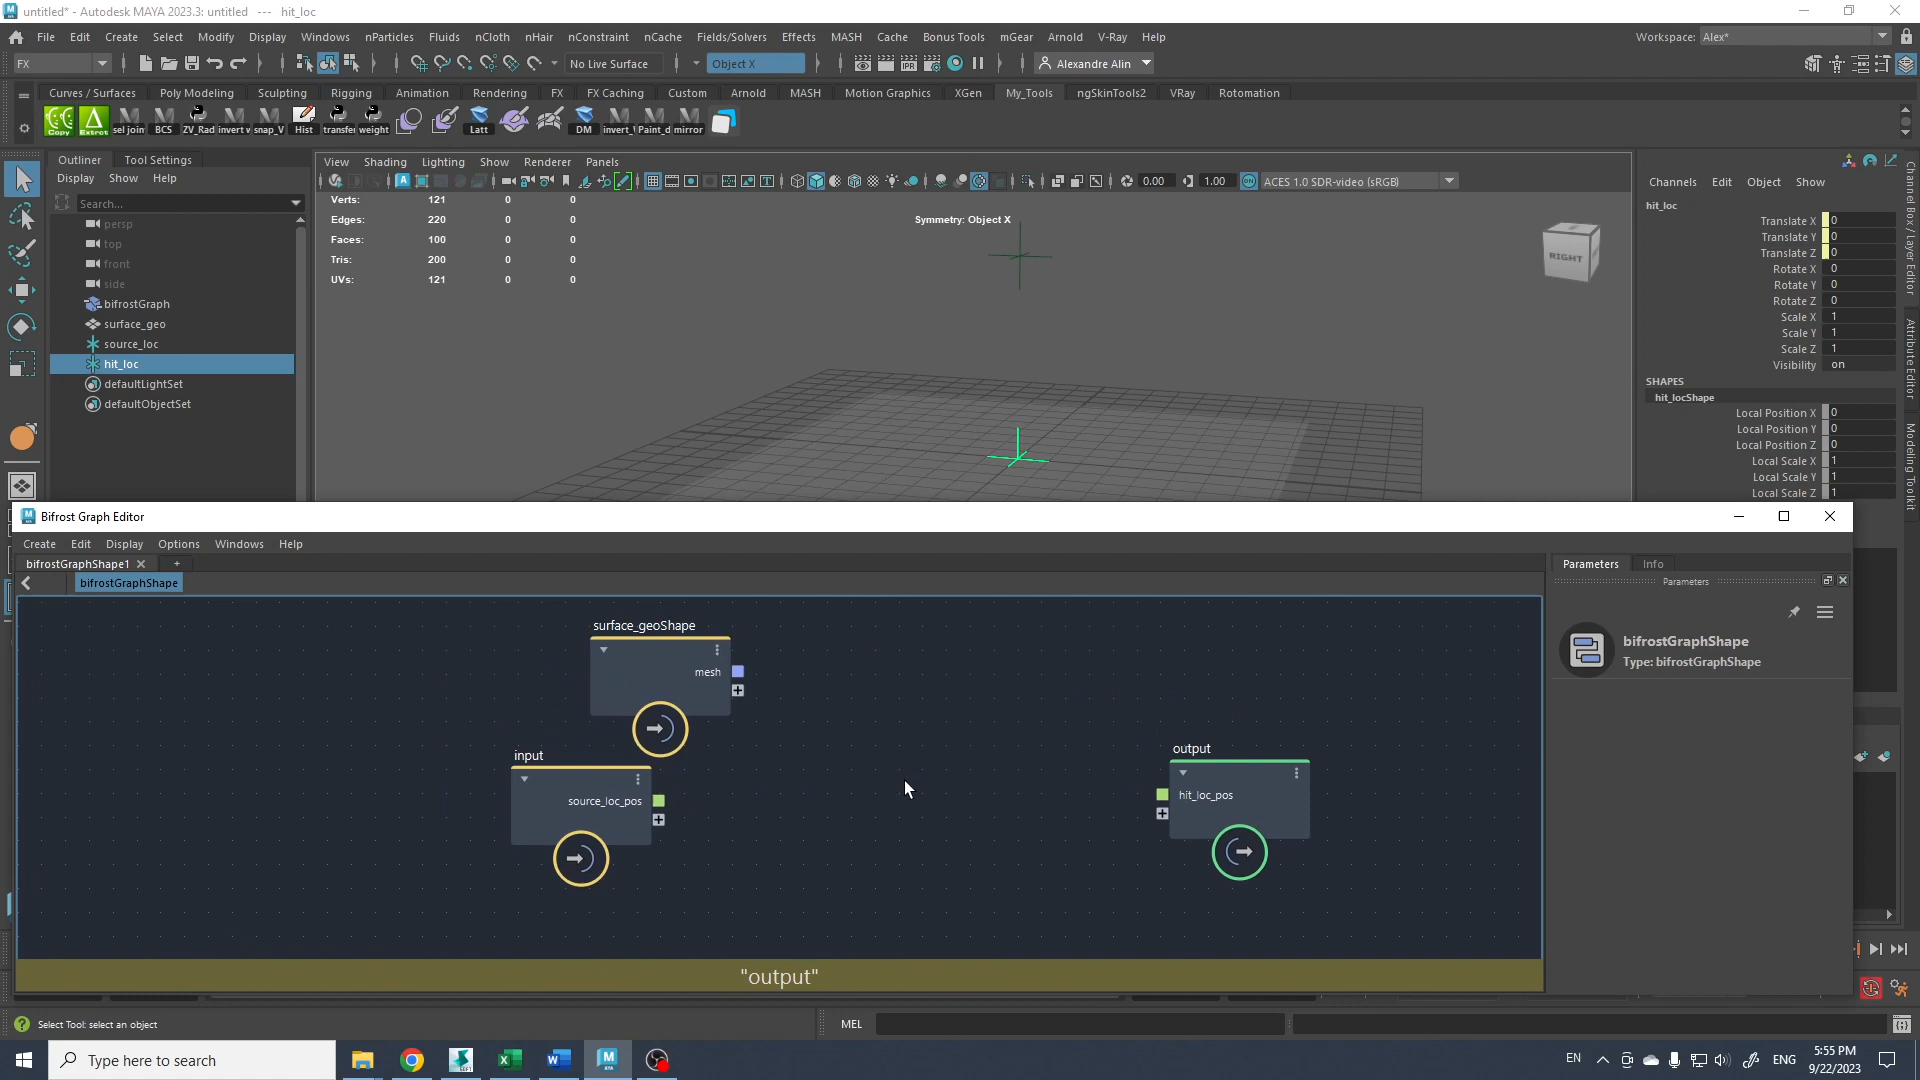 untitled* - Autodesk MAYA 2023.3: untitled --- hit_loc
File Edit Create Select Modify Display Windows nParticles Fluids nCloth nHair nConstraint nCache Fields/Solvers Effects MASH Cache Bonus Tools mGear Arnold V-Ray Help
Workspace: Alex*
FX
No Live Surface
Object X
Alexandre Alin
Curves / Surfaces Poly Modeling Sculpting Rigging Animation Rendering FX FX Caching Custom Arnold MASH Motion Graphics XGen My_Tools ngSkinTools2 VRay Rotomation
Copy Extrot sel join BCS ZV_Rad invert w snap_V Hist transfer weight Latt DM invert_ Paint_d mirror
Outliner Tool Settings
Display Show Help
Search...
persp
top
front
side
bifrostGraph
surface_geo
source_loc
hit_loc
defaultLightSet
defaultObjectSet
View Shading Lighting Show Renderer Panels
0.00
1.00
ACES 1.0 SDR-video (sRGB)
Verts: 121 0 0
Edges: 220 0 0
Faces: 100 0 0
Tris: 200 0 0
UVs: 121 0 0
Symmetry: Object X
RIGHT
Channels Edit Object Show
hit_loc
Translate X 0
Translate Y 0
Translate Z 0
Rotate X 0
Rotate Y 0
Rotate Z 0
Scale X 1
Scale Y 1
Scale Z 1
Visibility on
SHAPES
hit_locShape
Local Position X 0
Local Position Y 0
Local Position Z 0
Local Scale X 1
Local Scale Y 1
Local Scale Z 1
Channel Box / Layer Editor
Attribute Editor
Modeling Toolkit
Bifrost Graph Editor
Create Edit Display Options Windows Help
bifrostGraphShape1
bifrostGraphShape
surface_geoShape
mesh
input
source_loc_pos
output
hit_loc_pos
"output"
Parameters Info
Parameters
bifrostGraphShape
Type: bifrostGraphShape
Select Tool: select an object
MEL
Type here to search
EN
ENG
5:55 PM
9/22/2023